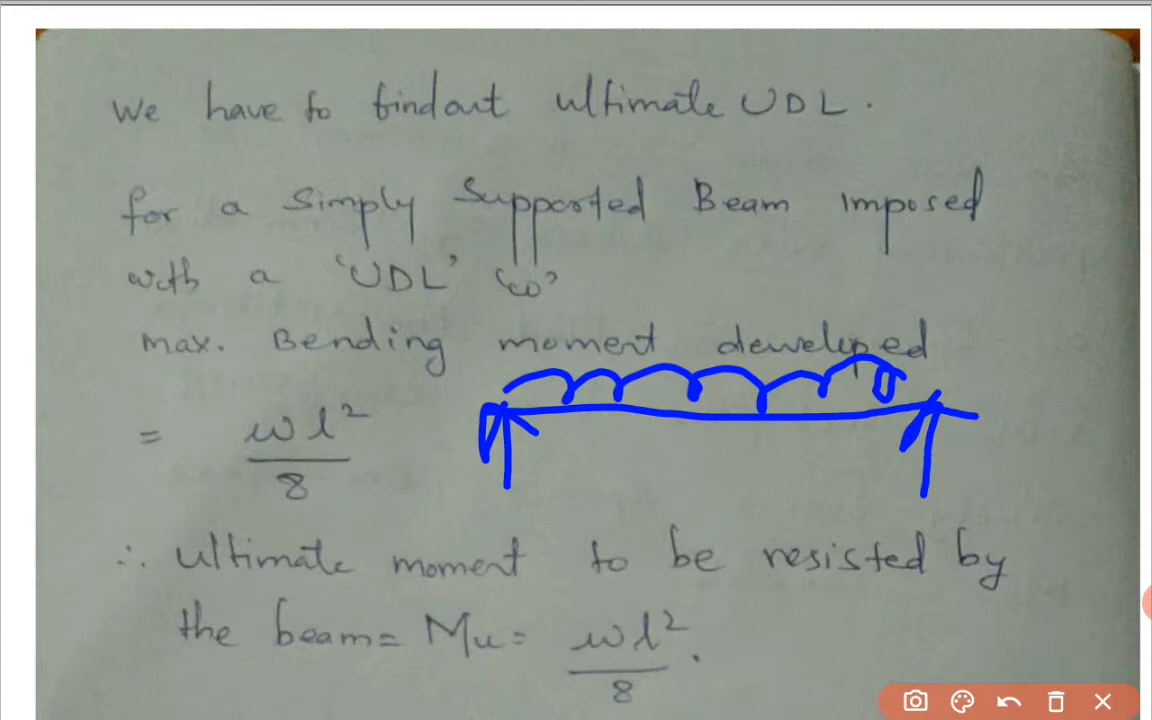 We have to findout ultimate UDL.
for a Simply Supported Beam imposed
with a 'UDL' 'w'
max. Bending moment developed
= wl²/8
∴ ultimate moment to be resisted by
the beam = Mu = wl²/8.